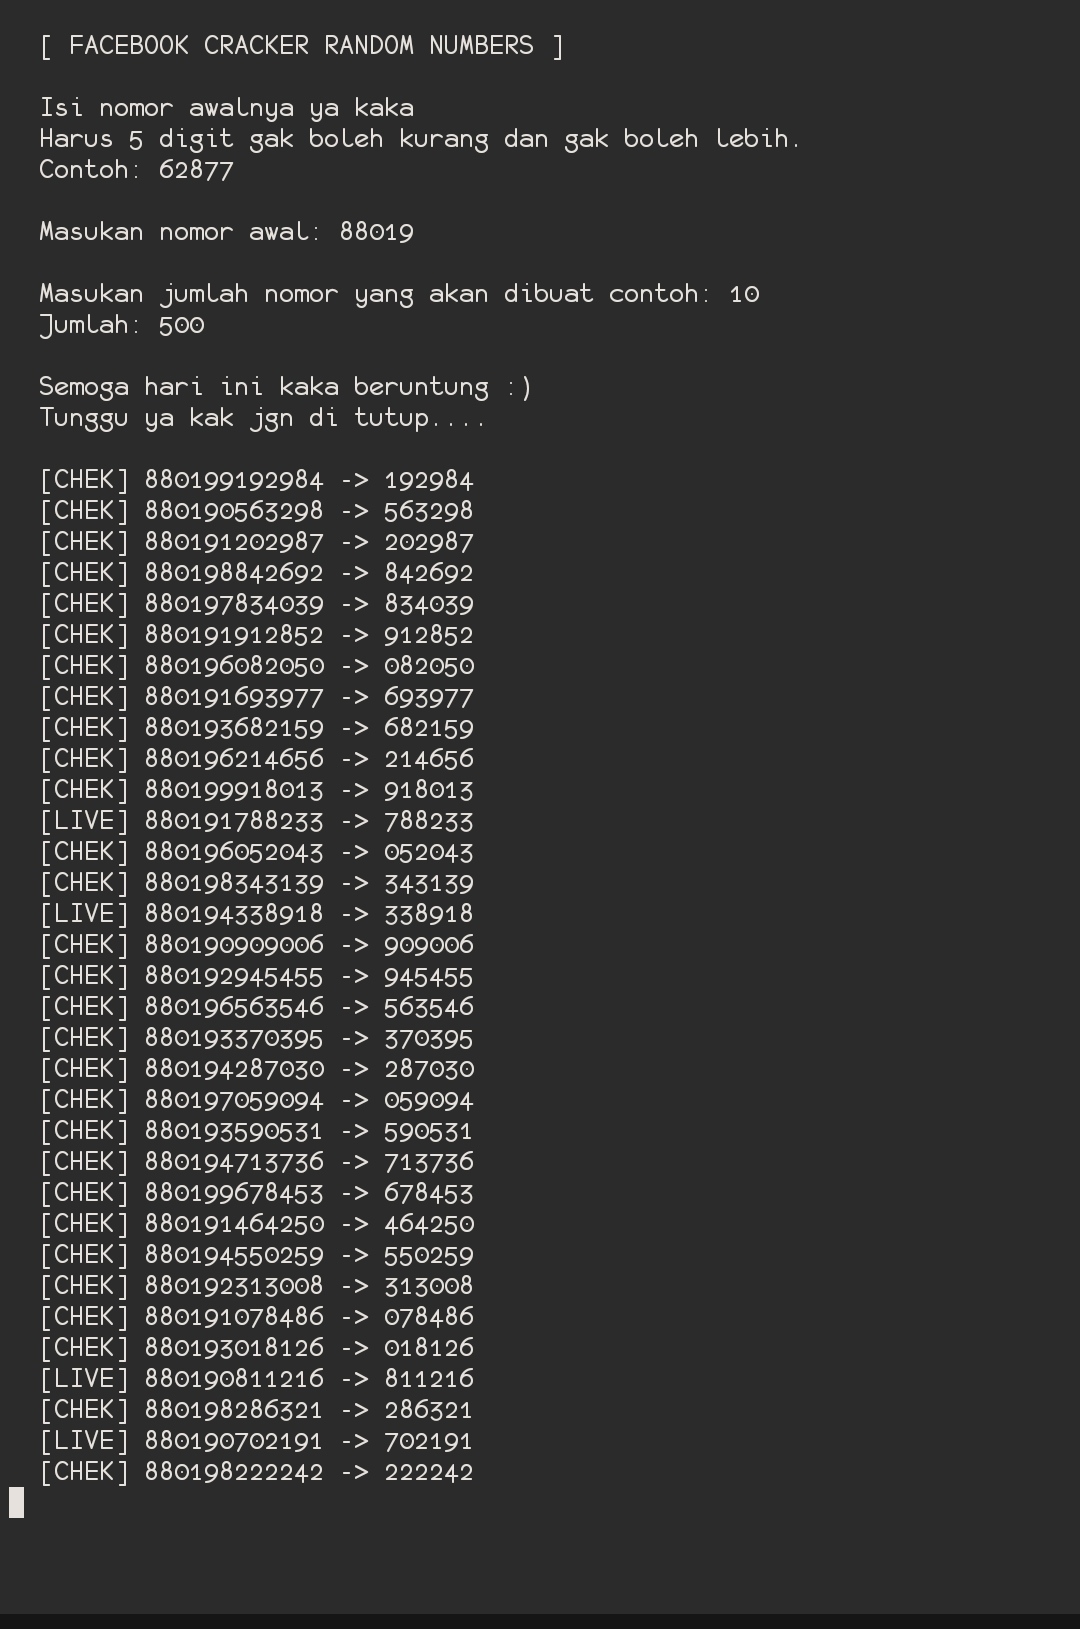 [ FACEBOOK CRACKER RANDOM NUMBERS ]
Isi nomor awalnya ya kaka
Harus 5 digit gak boleh kurang dan gak boleh lebih.
Contoh: 62877
Masukan nomor awal: 88019
Masukan jumlah nomor yang akan dibuat contoh: 10
Jumlah: 500
Semoga hari ini kaka beruntung :)
Tunggu ya kak jgn di tutup....
[CHEK] 880199192984 -> 192984
[CHEK] 880190563298 -> 563298
[CHEK] 880191202987 -> 202987
[CHEK] 880198842692 -> 842692
[CHEK] 880197834039 -> 834039
[CHEK] 880191912852 -> 912852
[CHEK] 880196082050 -> 082050
[CHEK] 880191693977 -> 693977
[CHEK] 880193682159 -> 682159
[CHEK] 880196214656 -> 214656
[CHEK] 880199918013 -> 918013
[LIVE] 880191788233 -> 788233
[CHEK] 880196052043 -> 052043
[CHEK] 880198343139 -> 343139
[LIVE] 880194338918 -> 338918
[CHEK] 880190909006 -> 909006
[CHEK] 880192945455 -> 945455
[CHEK] 880196563546 -> 563546
[CHEK] 880193370395 -> 370395
[CHEK] 880194287030 -> 287030
[CHEK] 880197059094 -> 059094
[CHEK] 880193590531 -> 590531
[CHEK] 880194713736 -> 713736
[CHEK] 880199678453 -> 678453
[CHEK] 880191464250 -> 464250
[CHEK] 880194550259 -> 550259
[CHEK] 880192313008 -> 313008
[CHEK] 880191078486 -> 078486
[CHEK] 880193018126 -> 018126
[LIVE] 880190811216 -> 811216
[CHEK] 880198286321 -> 286321
[LIVE] 880190702191 -> 702191
[CHEK] 880198222242 -> 222242